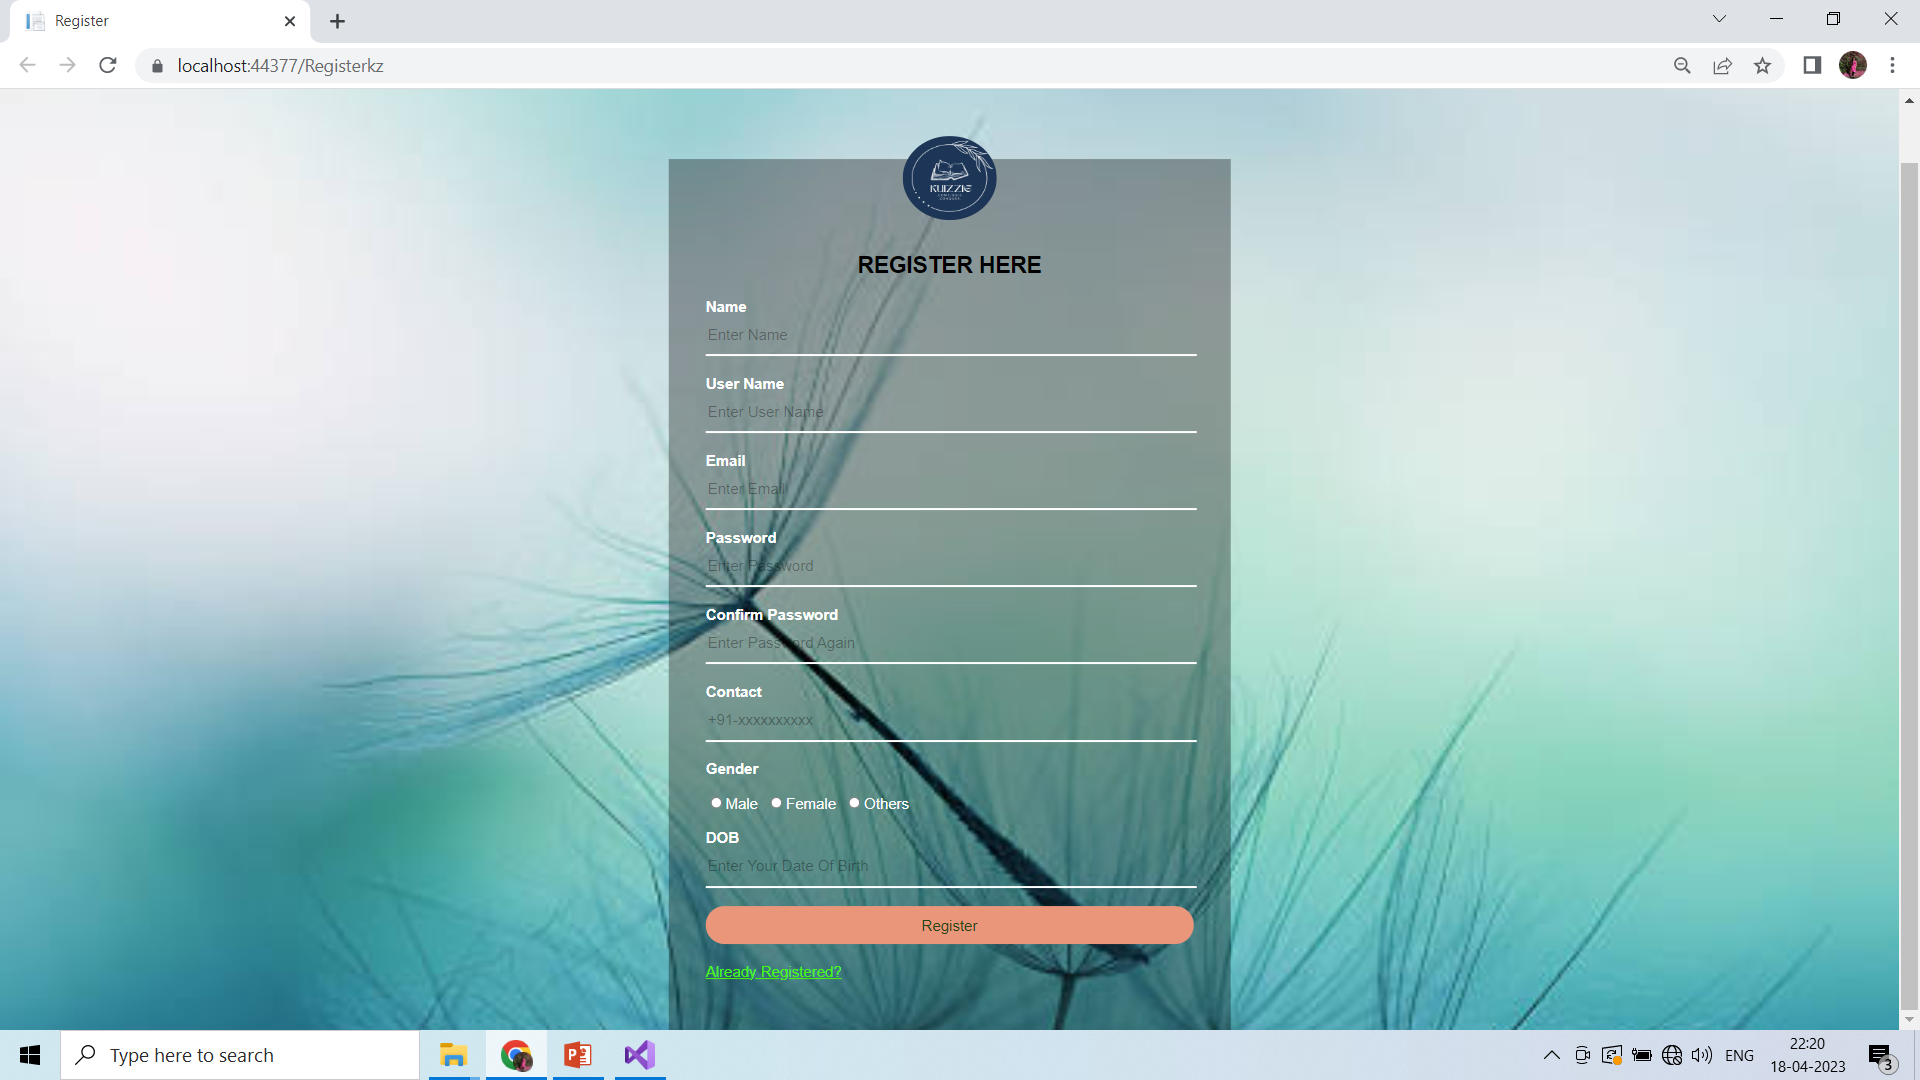 Register
localhost:44377/Registerkz
KUIZZIE
REGISTER HERE
Name
Enter Name
User Name
Enter User Name
Email
Enter Email
Password
Enter Password
Confirm Password
Enter Password Again
Contact
+91-xxxxxxxxxx
Gender
Male Female Others
DOB
Enter Your Date Of Birth
Register
Already Registered?
Type here to search
ENG
22:20
18-04-2023
3